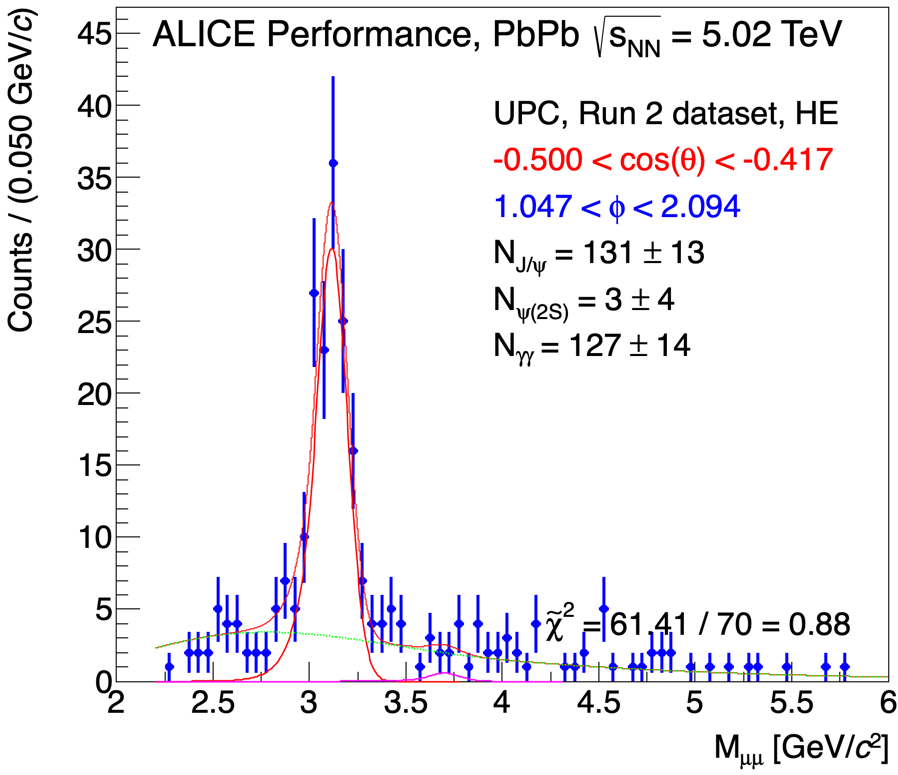 ALICE Performance, PbPb √s_NN = 5.02 TeV
UPC, Run 2 dataset, HE
-0.500 < cos(θ) < -0.417
1.047 < ϕ < 2.094
N_J/ψ = 131 ± 13
N_ψ(2S) = 3 ± 4
N_γγ = 127 ± 14
χ̃² = 61.41 / 70 = 0.88
Counts / (0.050 GeV/c)
45
40
35
30
25
20
15
10
5
0
2 2.5 3 3.5 4 4.5 5 5.5 6
M_μμ [GeV/c²]